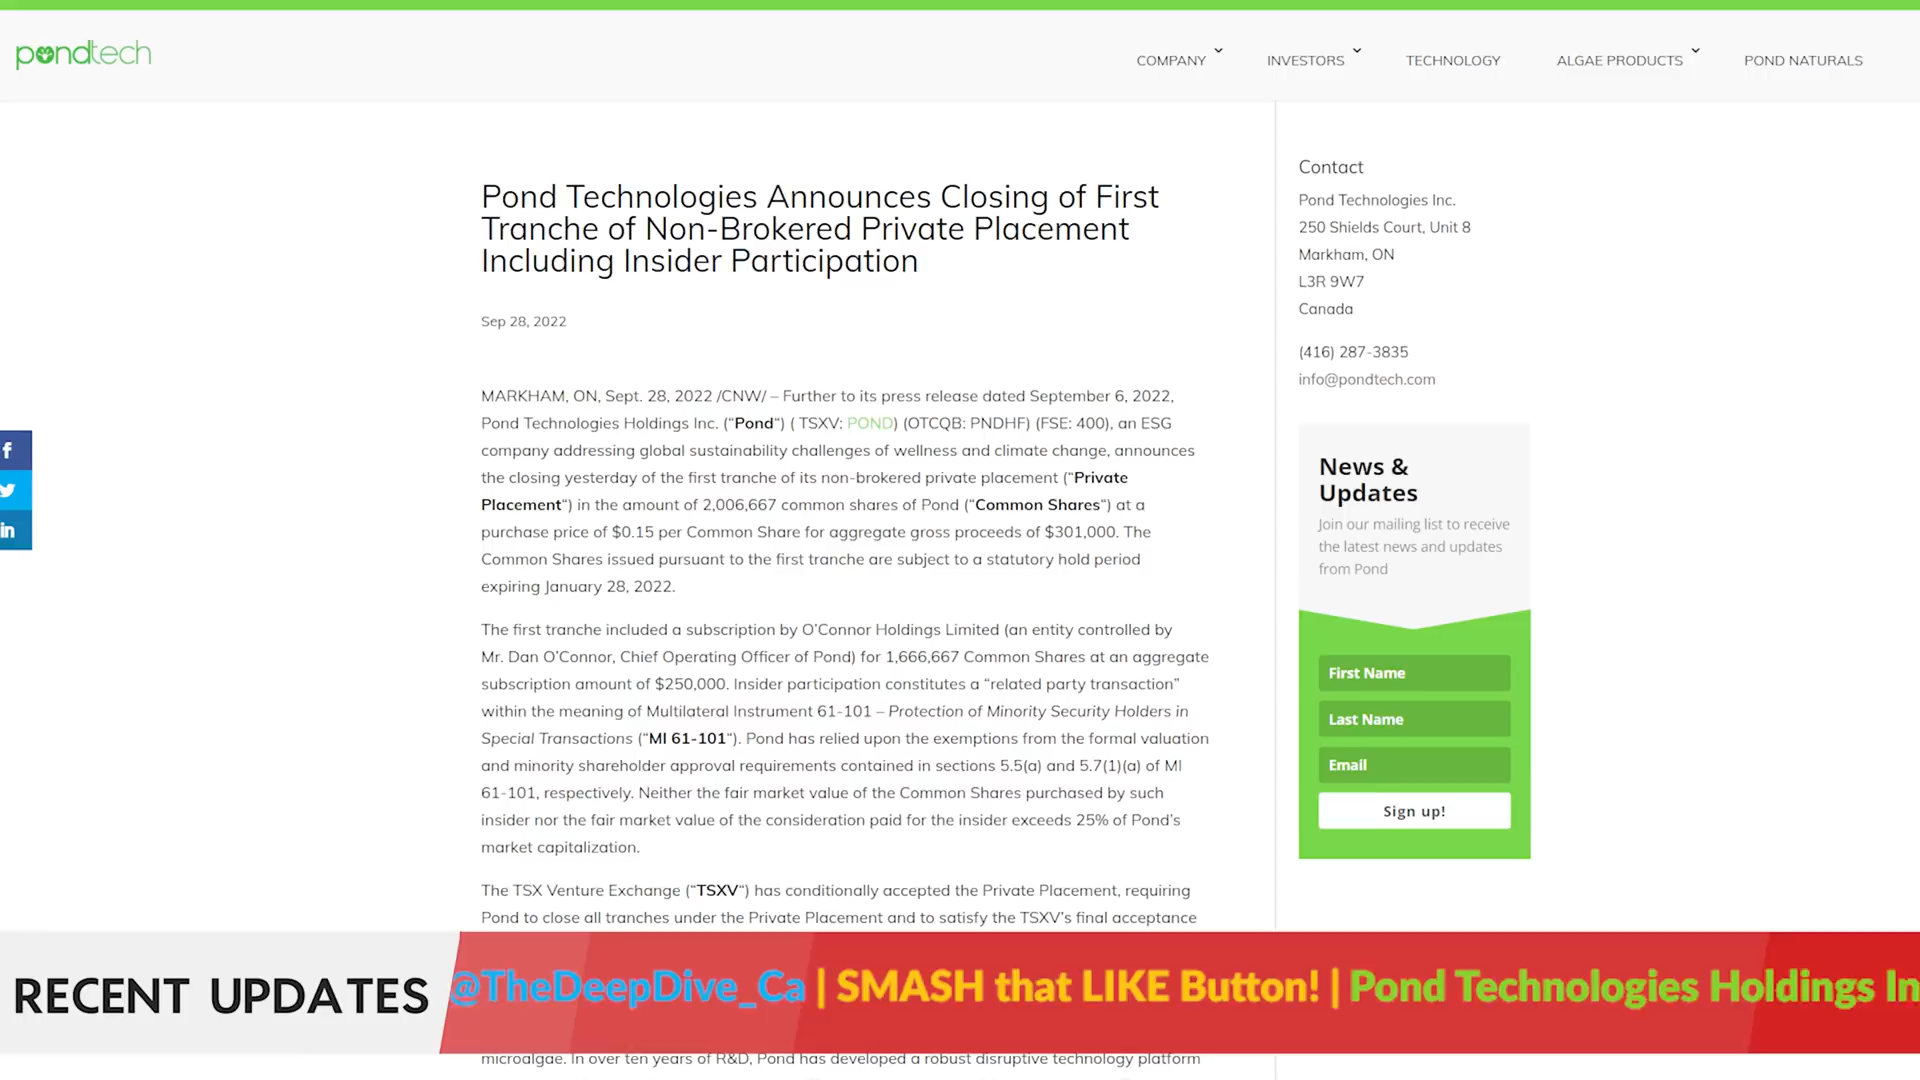 pondtech
COMPANY
INVESTORS
TECHNOLOGY
ALGAE PRODUCTS
POND NATURALS
Pond Technologies Announces Closing of First
Tranche of Non-Brokered Private Placement
Including Insider Participation
Sep 28, 2022
MARKHAM, ON, Sept. 28, 2022 /CNW/ – Further to its press release dated September 6, 2022,
Pond Technologies Holdings Inc. (“Pond“) ( TSXV: POND) (OTCQB: PNDHF) (FSE: 400), an ESG
company addressing global sustainability challenges of wellness and climate change, announces
the closing yesterday of the first tranche of its non-brokered private placement (“Private
Placement“) in the amount of 2,006,667 common shares of Pond (“Common Shares“) at a
purchase price of $0.15 per Common Share for aggregate gross proceeds of $301,000. The
Common Shares issued pursuant to the first tranche are subject to a statutory hold period
expiring January 28, 2022.
The first tranche included a subscription by O’Connor Holdings Limited (an entity controlled by
Mr. Dan O’Connor, Chief Operating Officer of Pond) for 1,666,667 Common Shares at an aggregate
subscription amount of $250,000. Insider participation constitutes a “related party transaction”
within the meaning of Multilateral Instrument 61-101 – Protection of Minority Security Holders in
Special Transactions (“MI 61-101“). Pond has relied upon the exemptions from the formal valuation
and minority shareholder approval requirements contained in sections 5.5(a) and 5.7(1)(a) of MI
61-101, respectively. Neither the fair market value of the Common Shares purchased by such
insider nor the fair market value of the consideration paid for the insider exceeds 25% of Pond’s
market capitalization.
The TSX Venture Exchange (“TSXV“) has conditionally accepted the Private Placement, requiring
Pond to close all tranches under the Private Placement and to satisfy the TSXV’s final acceptance
microalgae. In over ten years of R&D, Pond has developed a robust disruptive technology platform
Contact
Pond Technologies Inc.
250 Shields Court, Unit 8
Markham, ON
L3R 9W7
Canada
(416) 287-3835
info@pondtech.com
News &
Updates
Join our mailing list to receive
the latest news and updates
from Pond
First Name
Last Name
Email
Sign up!
f
in
RECENT UPDATES
@TheDeepDive_Ca | SMASH that LIKE Button! | Pond Technologies Holdings In